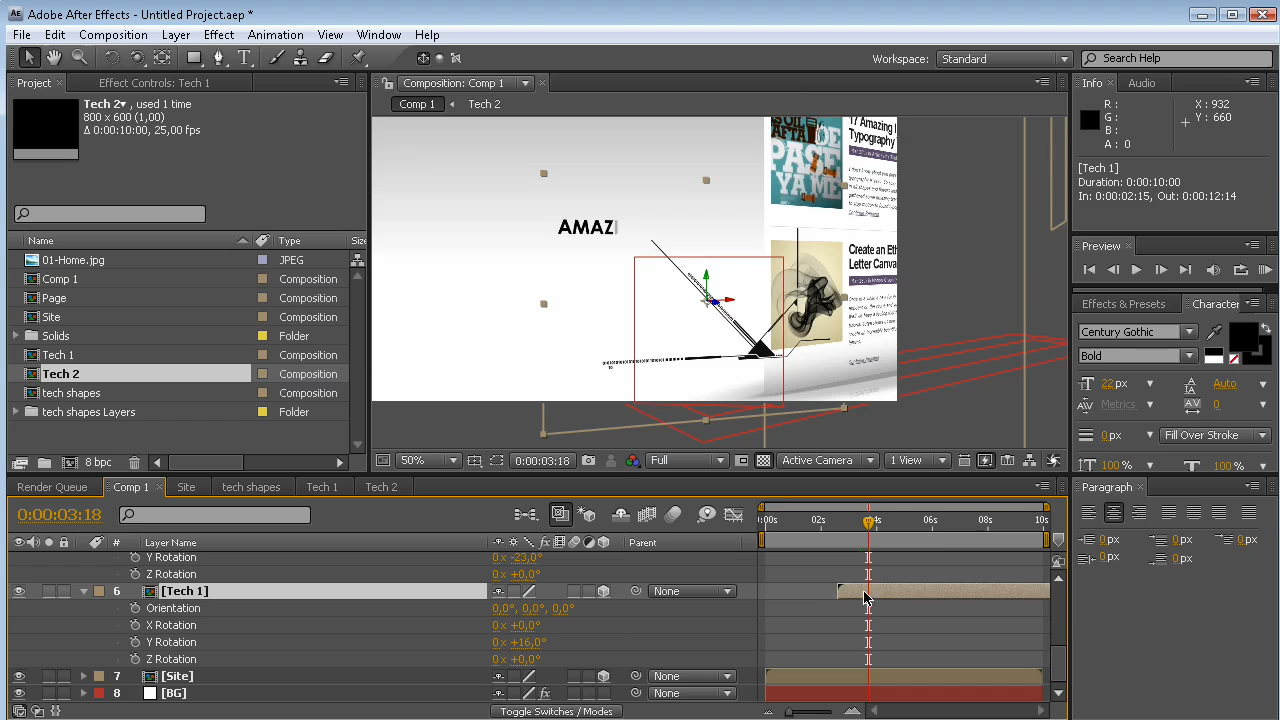 Adobe After Effects - Untitled Project.aep *
File Edit Composition Layer Effect Animation View Window Help
Workspace: Standard Search Help
Project Effect Controls: Tech 1
Composition: Comp 1
Info Audio
Comp 1 Tech 2
Tech 2▾ , used 1 time
800 x 600 (1,00)
Δ 0:00:10:00, 25,00 fps
R :
G :
B :
A : 0
X : 932
Y : 660
[Tech 1]
Duration: 0:00:10:00
In: 0:00:02:15, Out: 0:00:12:14
17 Amazing
Typography
Create an Eth
Letter Canva
AMAZI
Preview
Name Type Size
01-Home.jpg JPEG
Comp 1 Composition
Page Composition
Site Composition
Solids Folder
Tech 1 Composition
Tech 2 Composition
tech shapes Composition
tech shapes Layers Folder
8 bpc
Effects & Presets Character
Century Gothic
Bold
22 px Auto
Metrics 0
0 px Fill Over Stroke
100 % 100 %
50% 0:00:03:18 Full Active Camera 1 View
Render Queue Comp 1 Site tech shapes Tech 1 Tech 2
Paragraph
0:00:03:18
:00s 02s 4s 06s 08s 10s
# Layer Name Parent
Y Rotation 0 x -23,0°
Z Rotation 0 x +0,0°
6 [Tech 1] None
Orientation 0,0°, 0,0°, 0,0°
X Rotation 0 x +0,0°
Y Rotation 0 x +16,0°
Z Rotation 0 x +0,0°
7 [Site] None
8 [BG] None
0 px 0 px 0 px
0 px 0 px
Toggle Switches / Modes